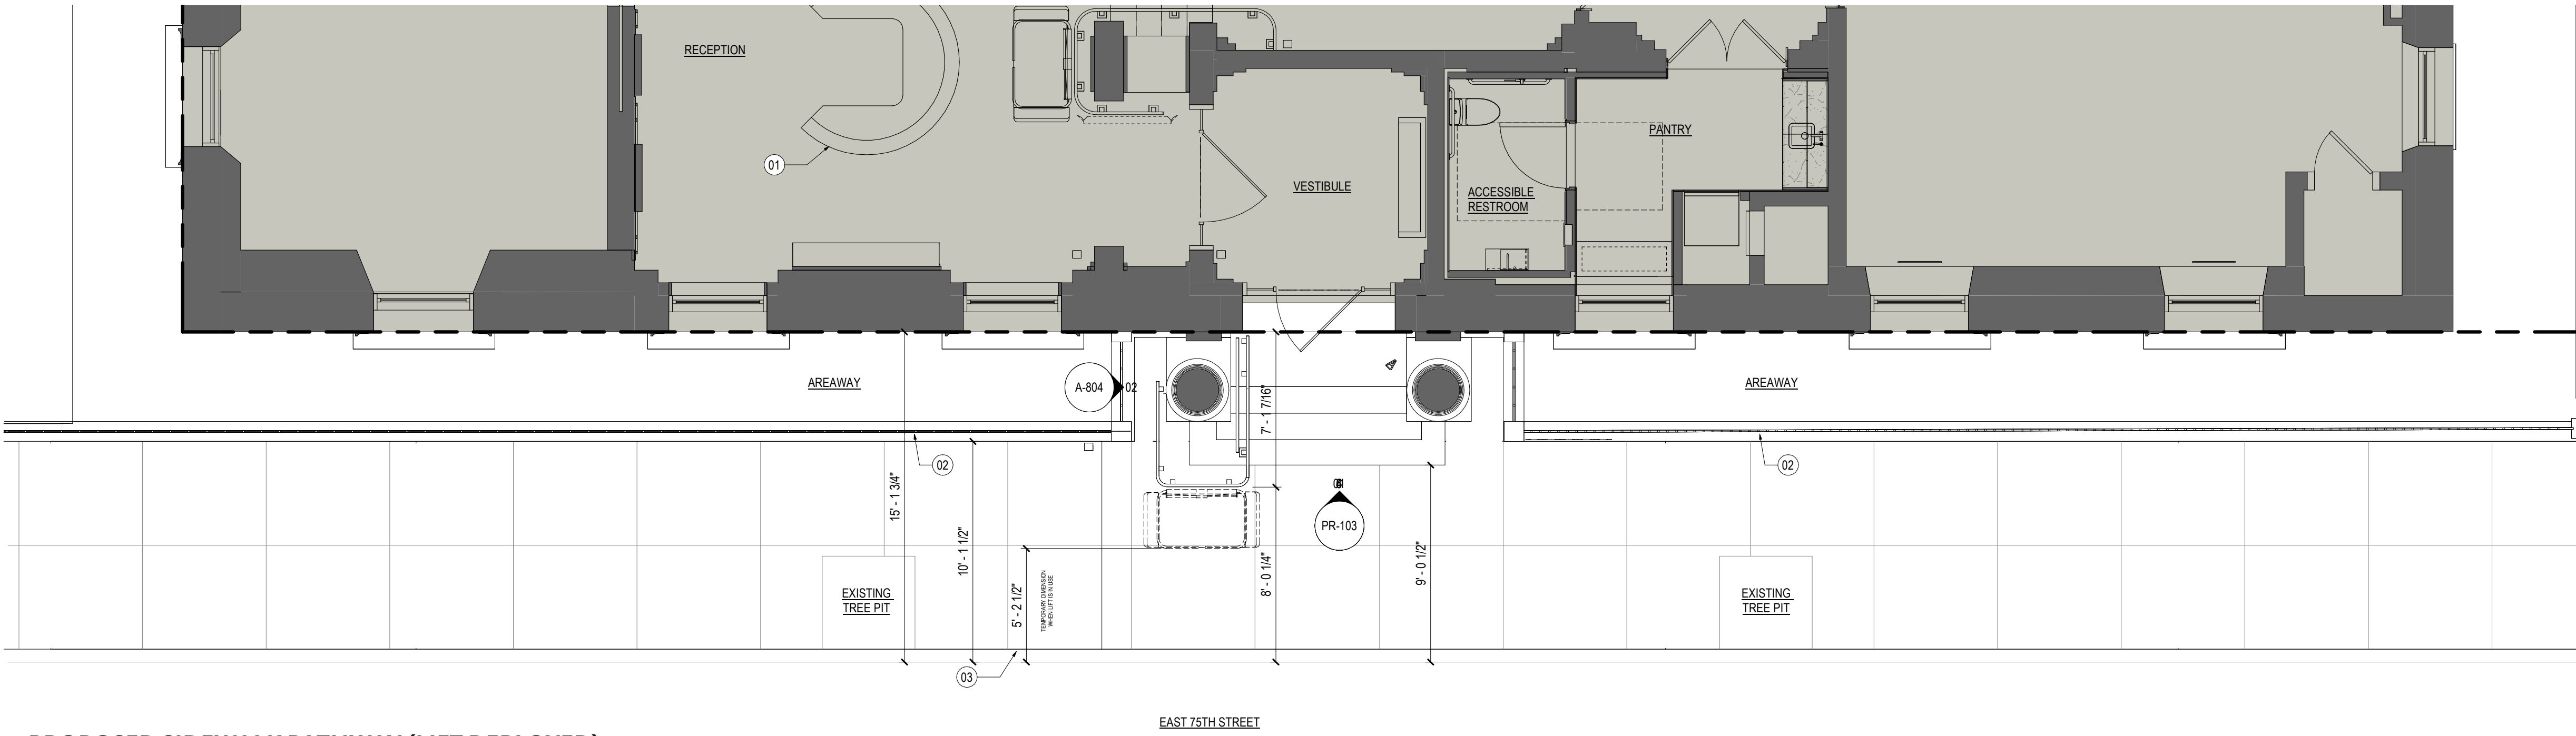 RECEPTION
01
VESTIBULE
ACCESSIBLE
RESTROOM
PANTRY
AREAWAY
A-804
02
7' - 1 7/16"
AREAWAY
02
02
15' - 1 3/4"
10' - 1 1/2"
5' - 2 1/2"
TEMPORARY DIMENSION
WHEN LIFT IS IN USE
8' - 0 1/4"
PR-103
9' - 0 1/2"
EXISTING
TREE PIT
EXISTING
TREE PIT
03
EAST 75TH STREET